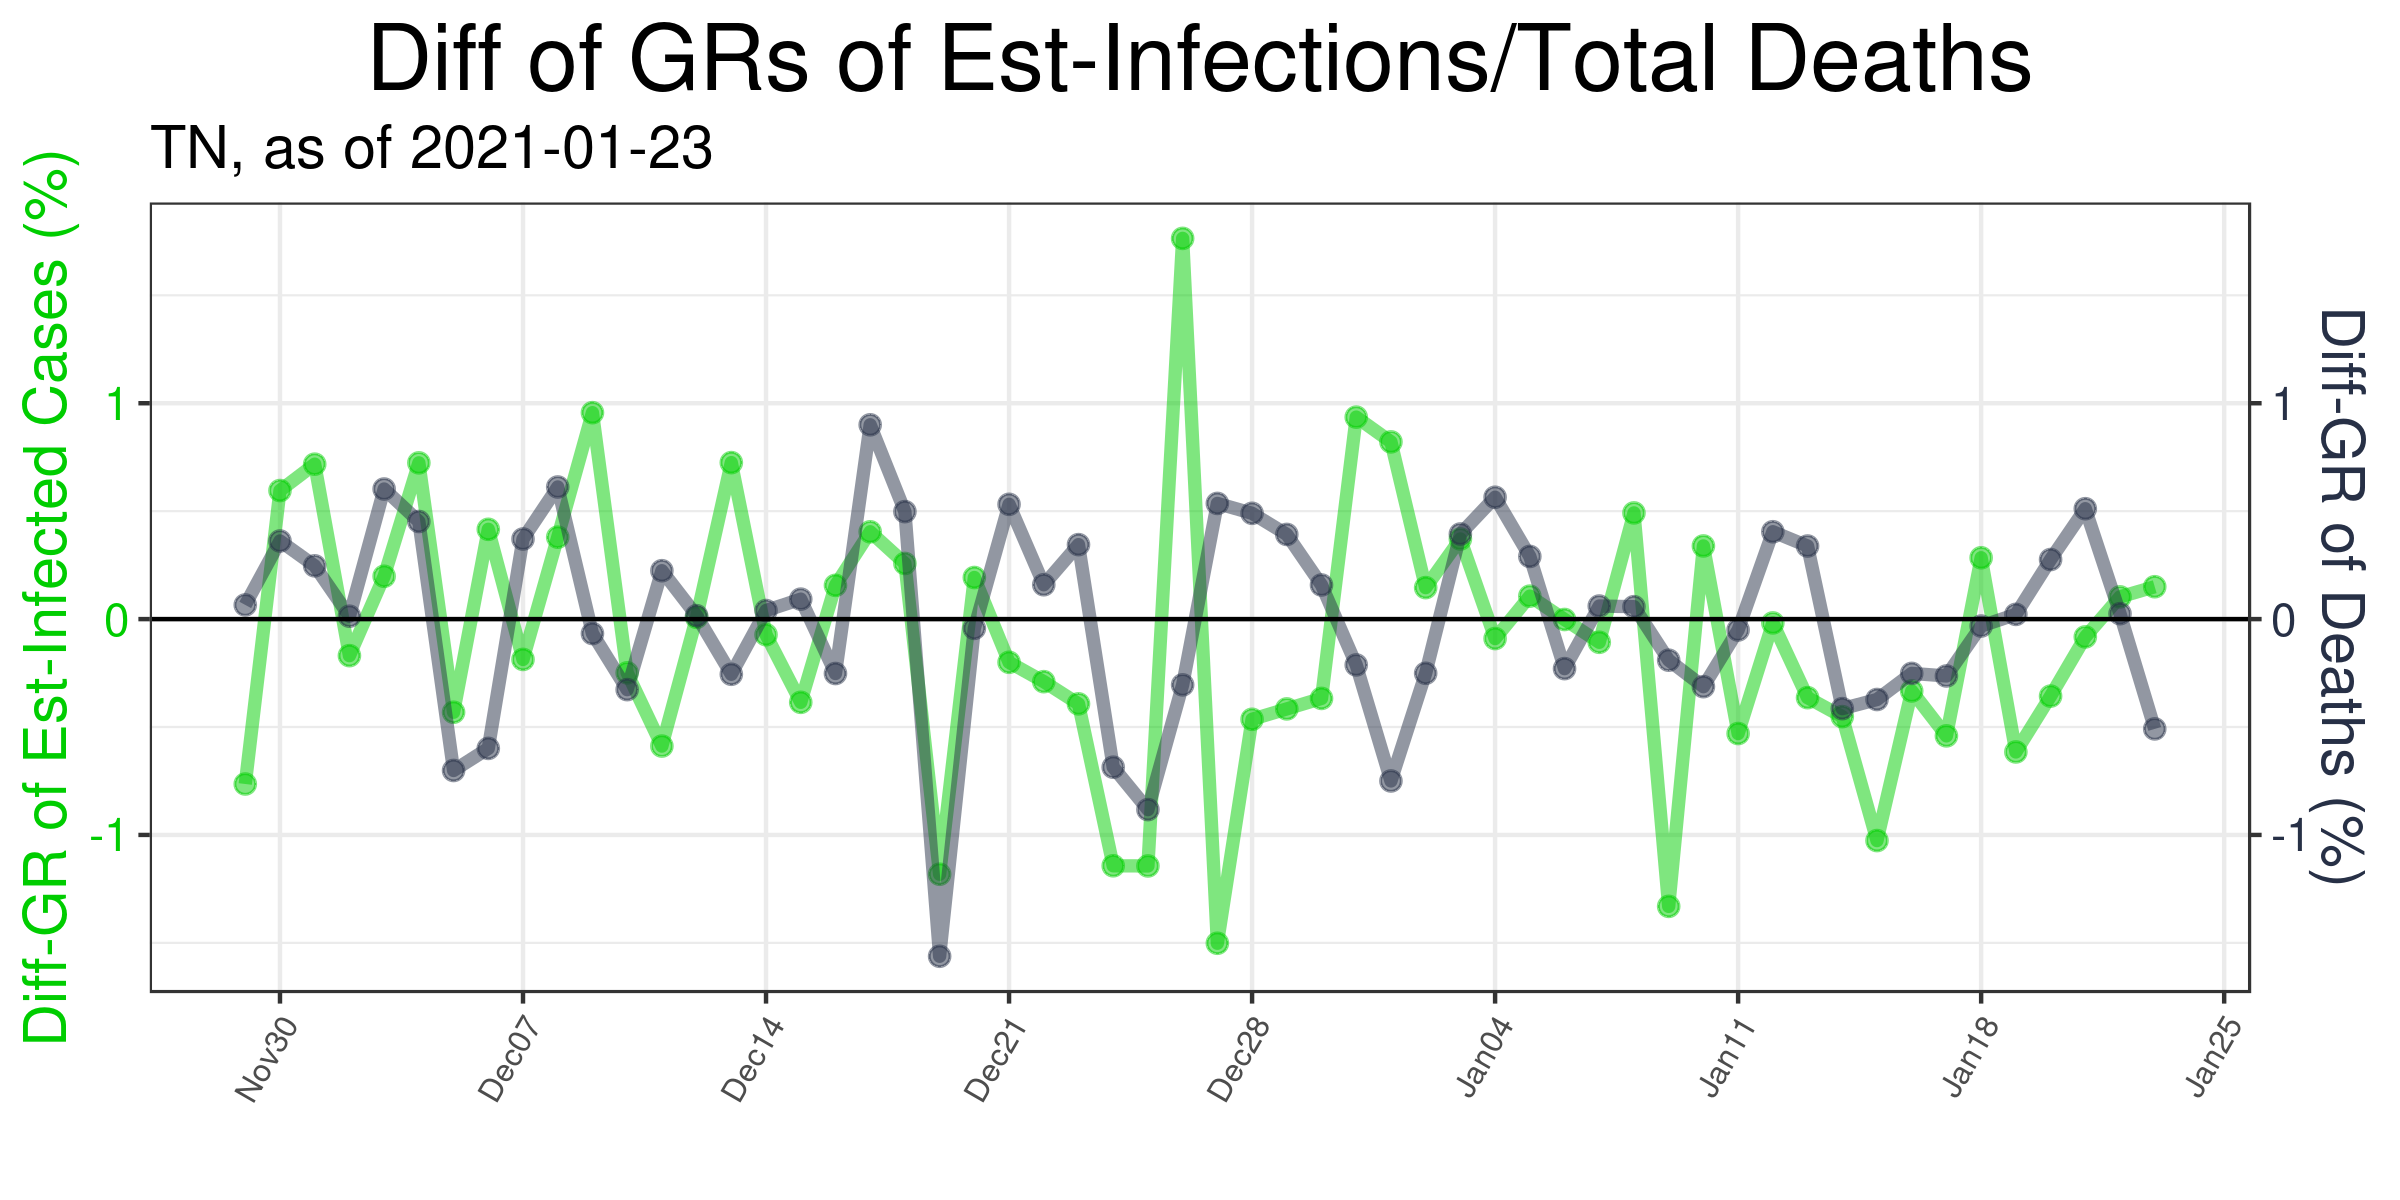 Diff of GRs of Est-Infections/Total Deaths
TN, as of 2021-01-23
Diff-GR of Est-Infected Cases (%)
1
0
-1
1
0
-1
Diff-GR of Deaths (%)
Nov30
Dec07
Dec14
Dec21
Dec28
Jan04
Jan11
Jan18
Jan25